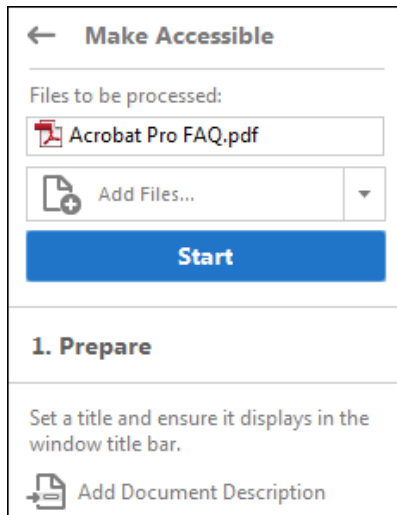 Make Accessible
Files to be processed:
Acrobat Pro FAQ.pdf
Add Files...
Start
1. Prepare
Set a title and ensure it displays in the
window title bar.
Add Document Description